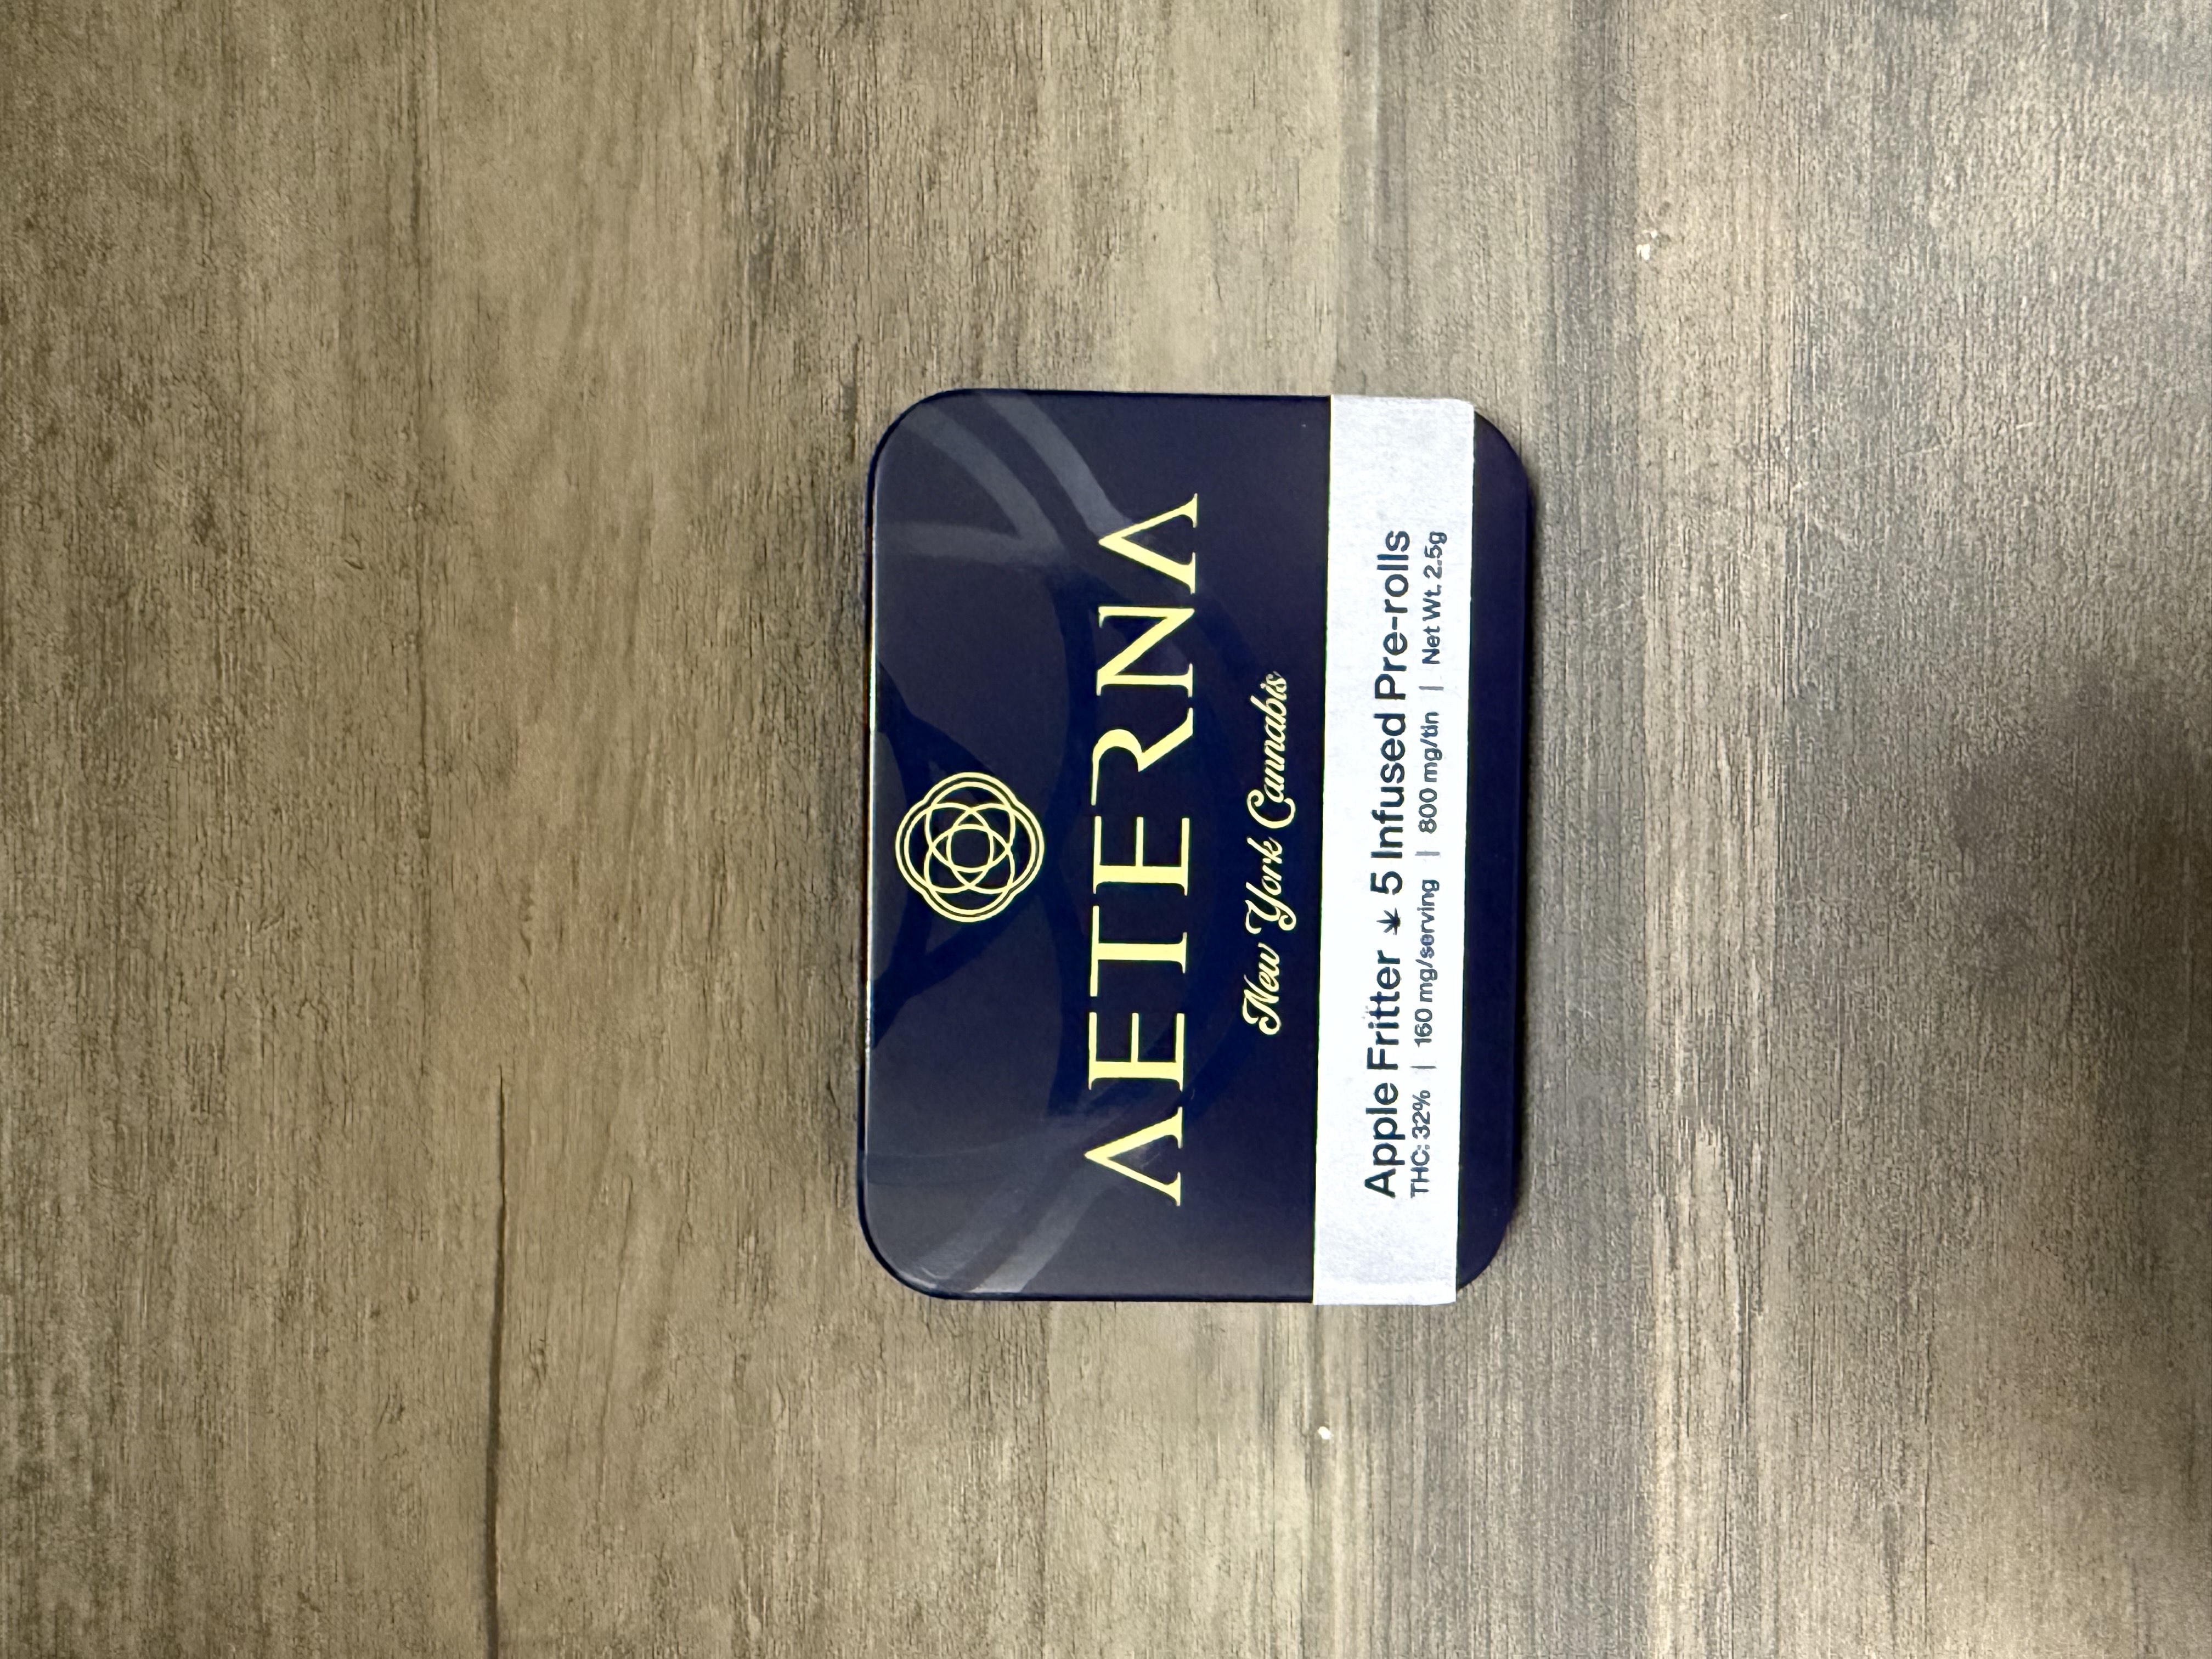 AETERNA
New York Cannabis
Apple Fritter 5 Infused Pre-rolls
THC: 32% | 160 mg/serving | 800 mg/tin | Net Wt. 2.5g